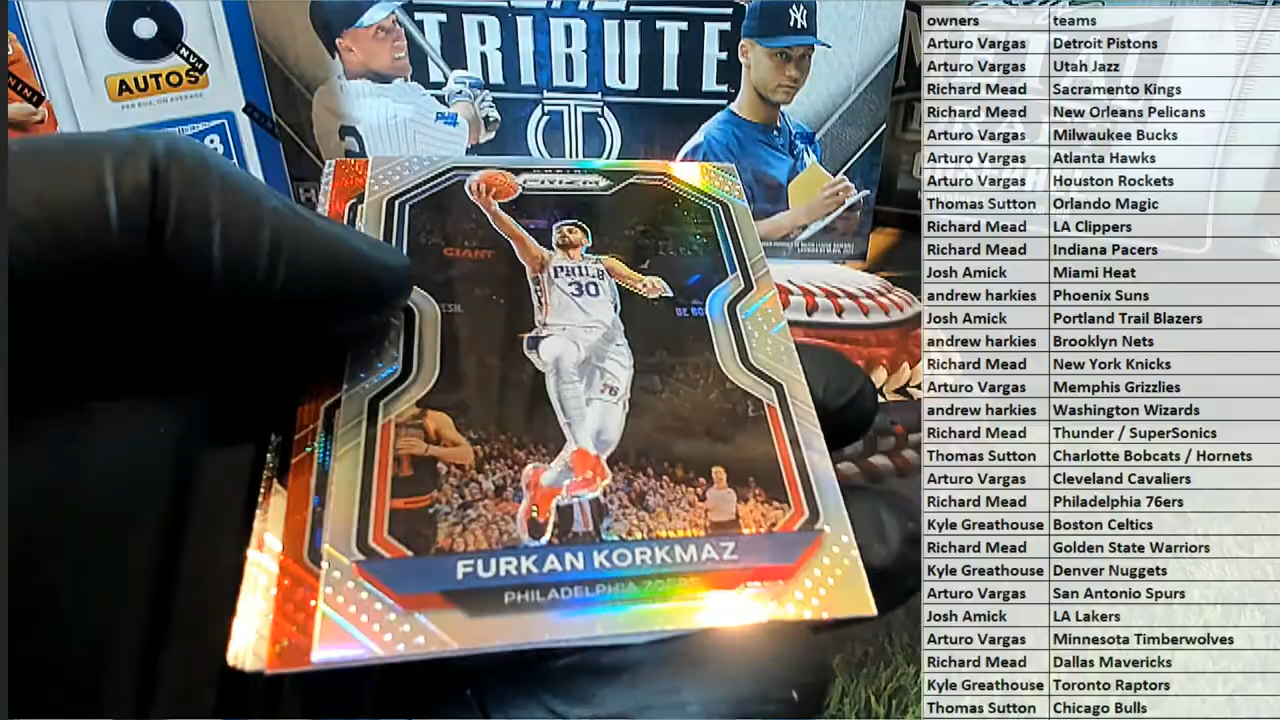 AUTOS
PER BOX, ON AVERAGE
TRIBUTE
PRIZM
GIANT
PHILA
30
76
FURKAN KORKMAZ
PHILADELPHIA 76ERS
owners teams
Arturo Vargas Detroit Pistons
Arturo Vargas Utah Jazz
Richard Mead Sacramento Kings
Richard Mead New Orleans Pelicans
Arturo Vargas Milwaukee Bucks
Arturo Vargas Atlanta Hawks
Arturo Vargas Houston Rockets
Thomas Sutton Orlando Magic
Richard Mead LA Clippers
Richard Mead Indiana Pacers
Josh Amick Miami Heat
andrew harkies Phoenix Suns
Josh Amick Portland Trail Blazers
andrew harkies Brooklyn Nets
Richard Mead New York Knicks
Arturo Vargas Memphis Grizzlies
andrew harkies Washington Wizards
Richard Mead Thunder / SuperSonics
Thomas Sutton Charlotte Bobcats / Hornets
Arturo Vargas Cleveland Cavaliers
Richard Mead Philadelphia 76ers
Kyle Greathouse Boston Celtics
Richard Mead Golden State Warriors
Kyle Greathouse Denver Nuggets
Arturo Vargas San Antonio Spurs
Josh Amick LA Lakers
Arturo Vargas Minnesota Timberwolves
Richard Mead Dallas Mavericks
Kyle Greathouse Toronto Raptors
Thomas Sutton Chicago Bulls